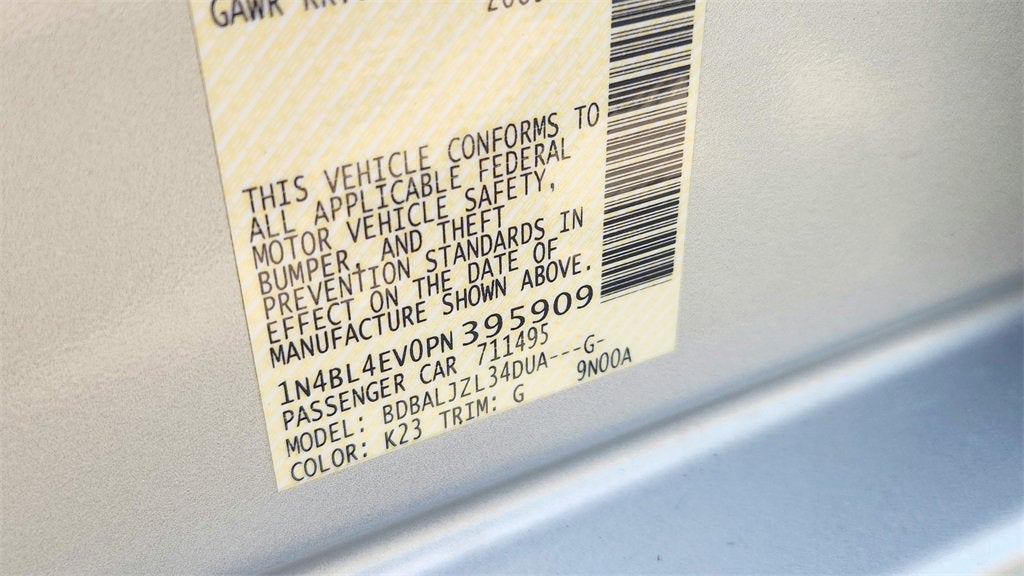 GAWR
THIS VEHICLE CONFORMS TO
ALL APPLICABLE FEDERAL
MOTOR VEHICLE SAFETY,
BUMPER, AND THEFT
PREVENTION STANDARDS IN
EFFECT ON THE DATE OF
MANUFACTURE SHOWN ABOVE.
1N4BL4EV0PN395909
PASSENGER CAR 711495
MODEL: BDBALJZL34DUA---G-
COLOR: K23 TRIM: G 9N00A